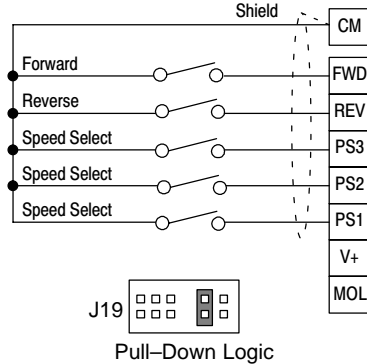 Shield
CM
Forward
FWD
Reverse
REV
Speed Select
PS3
Speed Select
PS2
Speed Select
PS1
V+
MOL
J19
Pull–Down Logic